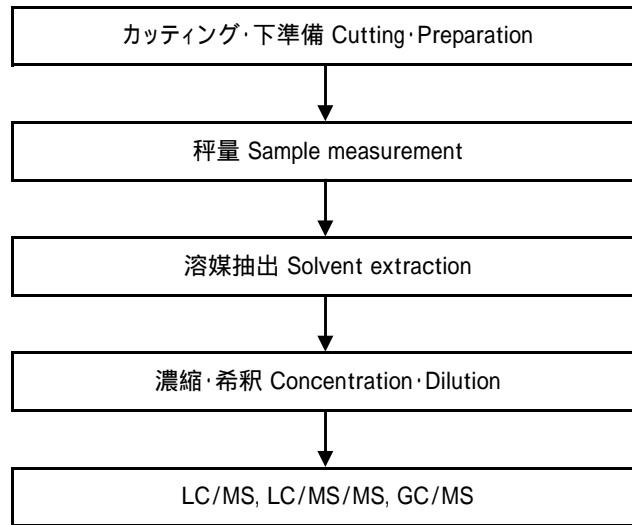 カッティング・下準備 Cutting・Preparation
秤量 Sample measurement
溶媒抽出 Solvent extraction
濃縮・希釈 Concentration・Dilution
LC/MS, LC/MS/MS, GC/MS